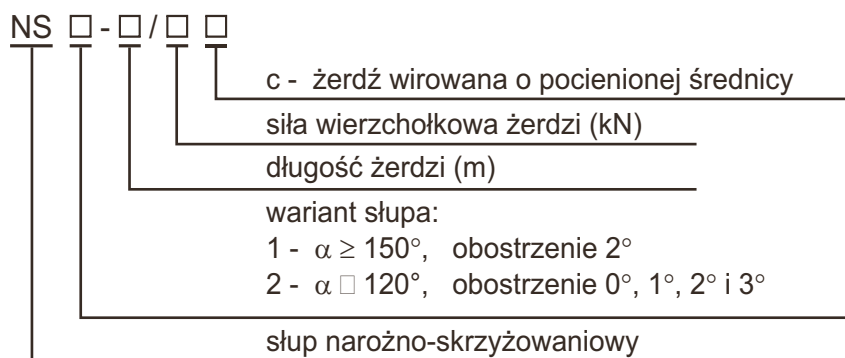 NS □ - □ / □ □
c - żerdź wirowana o pocienionej średnicy
siła wierzchołkowa żerdzi (kN)
długość żerdzi (m)
wariant słupa:
1 - α ≥ 150°, obostrzenie 2°
2 - α □ 120°, obostrzenie 0°, 1°, 2° i 3°
słup narożno-skrzyżowaniowy